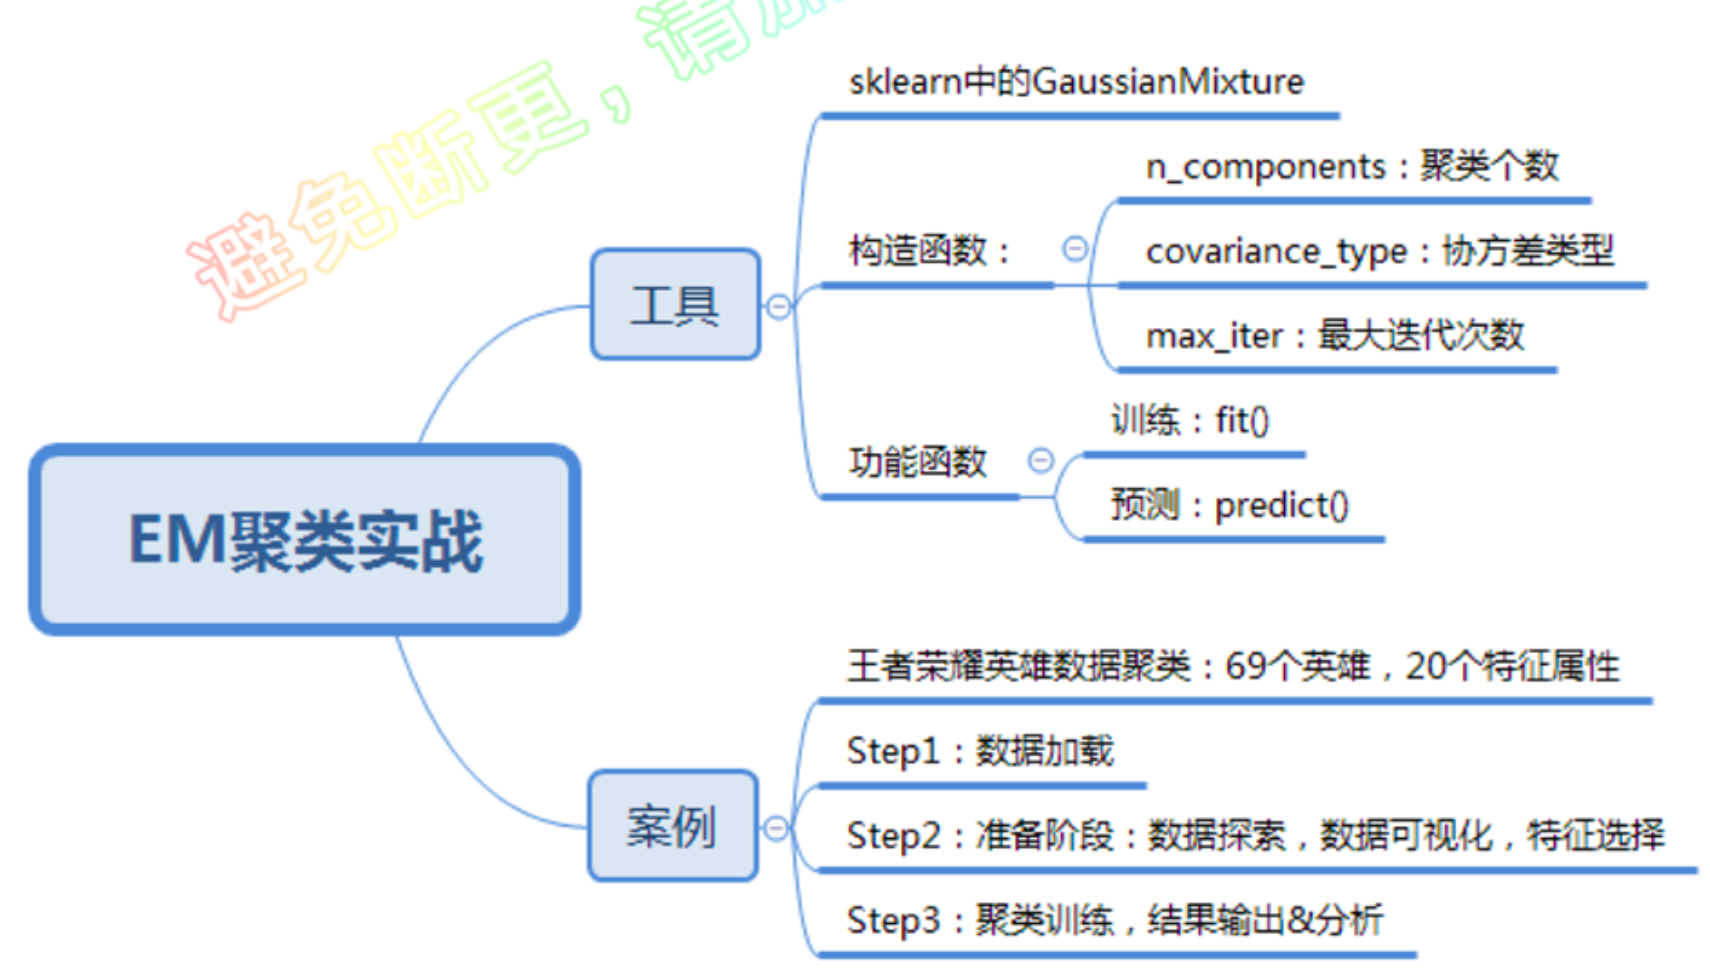 避免断更，请
sklearn中的GaussianMixture
n_components：聚类个数
构造函数：
covariance_type：协方差类型
工具
max_iter：最大迭代次数
训练：fit()
功能函数
预测：predict()
EM聚类实战
王者荣耀英雄数据聚类：69个英雄，20个特征属性
Step1：数据加载
案例
Step2：准备阶段：数据探索，数据可视化，特征选择
Step3：聚类训练，结果输出&分析